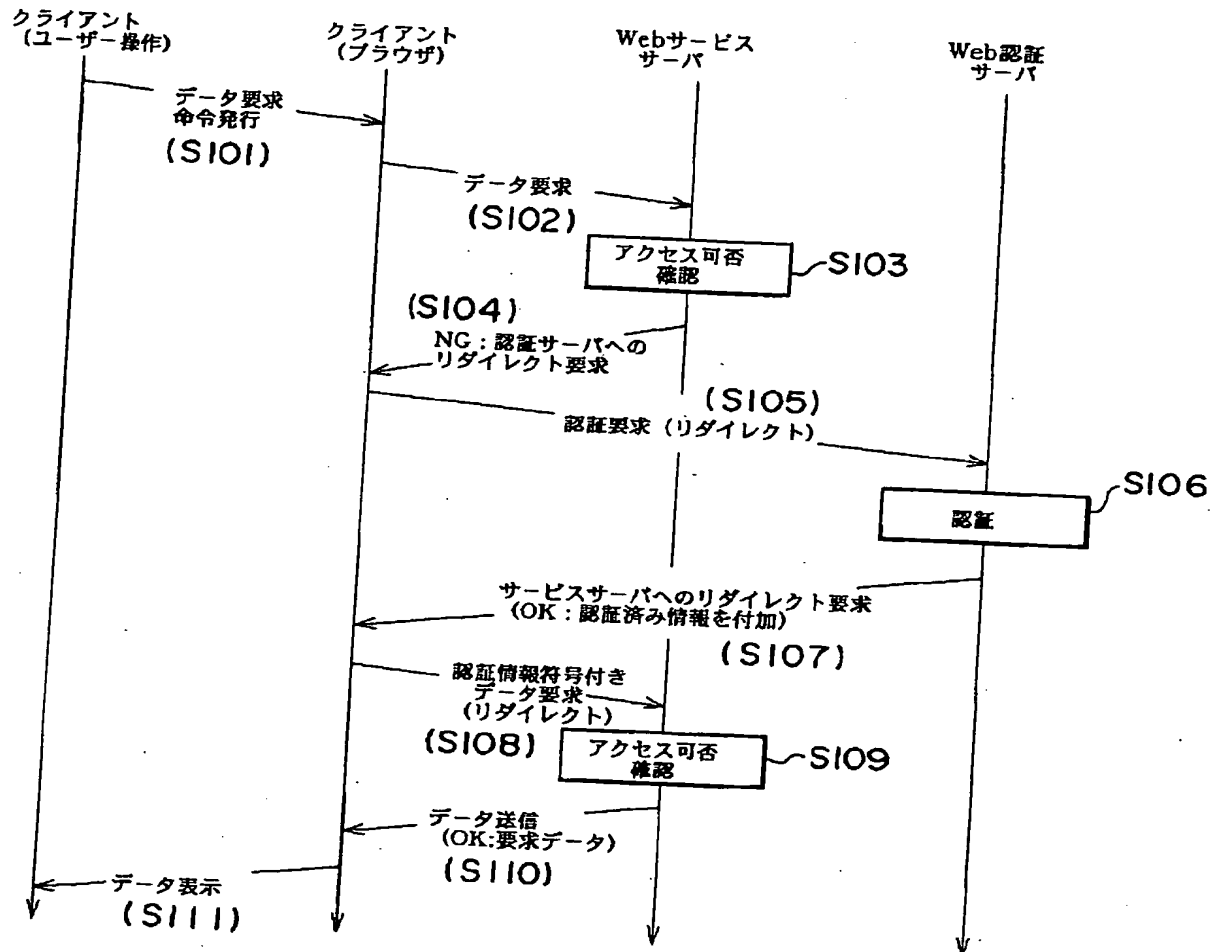 クライアント
(ユーザー操作)
クライアント
(ブラウザ)
Webサービス
サーバ
Web認証
サーバ
データ要求
命令発行
(S101)
データ要求
(S102)
アクセス可否
確認
S103
(S104)
NG：認証サーバへの
リダイレクト要求
(S105)
認証要求（リダイレクト）
S106
認証
サービスサーバへのリダイレクト要求
(OK：認証済み情報を付加)
(S107)
認証情報符号付き
データ要求
(リダイレクト)
(S108)
アクセス可否
確認
S109
データ送信
(OK:要求データ)
(S110)
データ表示
(S111)